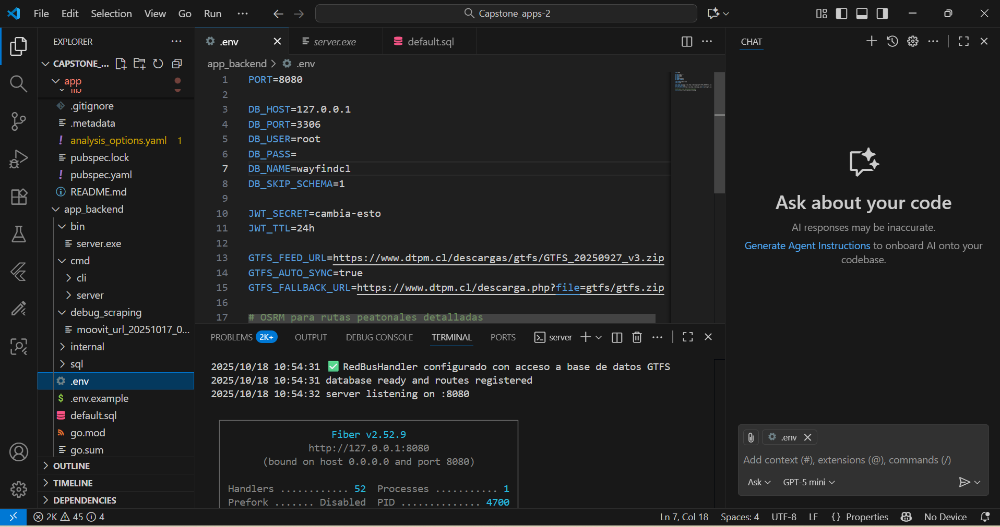 File Edit Selection View Go Run
Capstone_apps-2
EXPLORER
CAPSTONE_...
app
lib
.gitignore
.metadata
analysis_options.yaml 1
pubspec.lock
pubspec.yaml
README.md
app_backend
bin
server.exe
cmd
cli
server
debug_scraping
moovit_url_20251017_0...
internal
sql
.env
.env.example
default.sql
go.mod
go.sum
OUTLINE
TIMELINE
DEPENDENCIES
.env
server.exe
default.sql
app_backend > .env
1 PORT=8080
2
3 DB_HOST=127.0.0.1
4 DB_PORT=3306
5 DB_USER=root
6 DB_PASS=
7 DB_NAME=wayfindcl
8 DB_SKIP_SCHEMA=1
9
10 JWT_SECRET=cambia-esto
11 JWT_TTL=24h
12
13 GTFS_FEED_URL=https://www.dtpm.cl/descargas/gtfs/GTFS_20250927_v3.zip
14 GTFS_AUTO_SYNC=true
15 GTFS_FALLBACK_URL=https://www.dtpm.cl/descarga.php?file=gtfs/gtfs.zip
16
17 # OSRM para rutas peatonales detalladas
PROBLEMS 2K+ OUTPUT DEBUG CONSOLE TERMINAL PORTS server
2025/10/18 10:54:31 ✅ RedBusHandler configurado con acceso a base de datos GTFS
2025/10/18 10:54:31 database ready and routes registered
2025/10/18 10:54:32 server listening on :8080
Fiber v2.52.9
http://127.0.0.1:8080
(bound on host 0.0.0.0 and port 8080)
Handlers ............ 52 Processes ........... 1
Prefork ....... Disabled PID .............. 4700
CHAT
Ask about your code
AI responses may be inaccurate.
Generate Agent Instructions to onboard AI onto your
codebase.
.env
Add context (#), extensions (@), commands (/)
Ask GPT-5 mini
2K 45 4
Ln 7, Col 18 Spaces: 4 UTF-8 LF {} Properties No Device